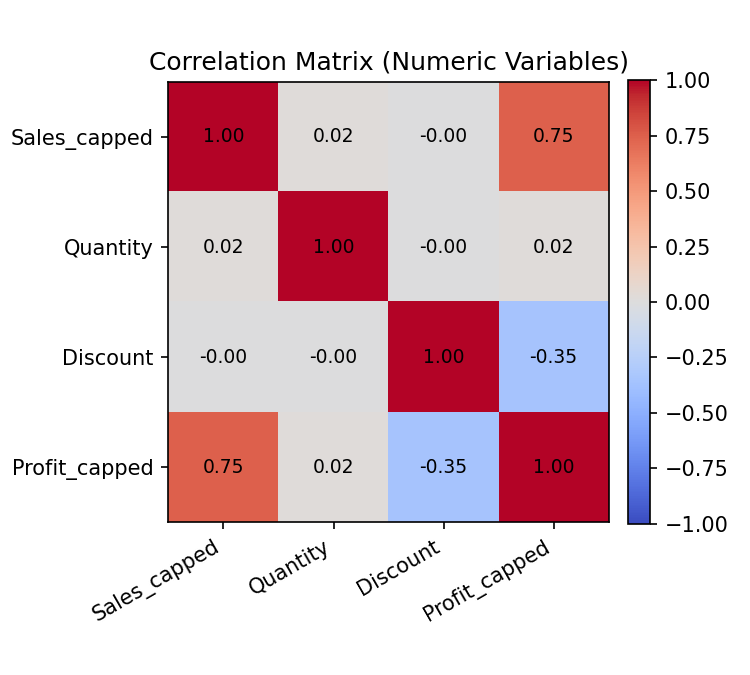 Correlation Matrix (Numeric Variables)
Sales_capped 1.00 0.02 -0.00 0.75
Quantity 0.02 1.00 -0.00 0.02
Discount -0.00 -0.00 1.00 -0.35
Profit_capped 0.75 0.02 -0.35 1.00
Sales_capped Quantity Discount Profit_capped
1.00
0.75
0.50
0.25
0.00
−0.25
−0.50
−0.75
−1.00